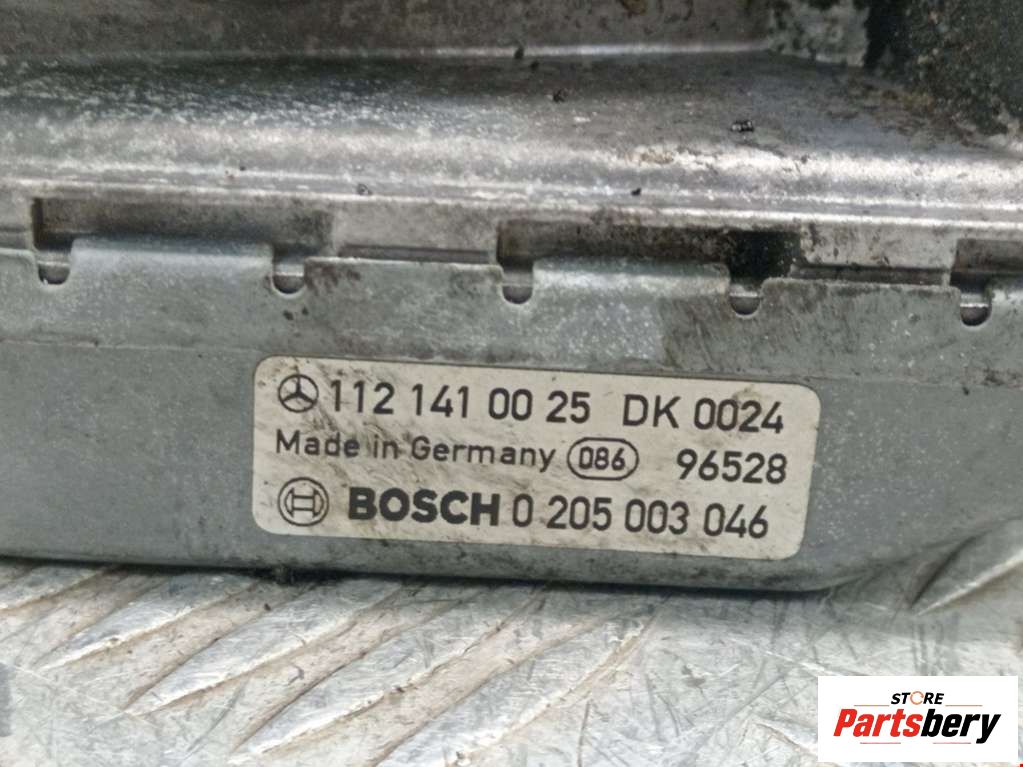 112 141 00 25 DK 0024
Made in Germany 086 96528
BOSCH 0 205 003 046
STORE
Partsbery